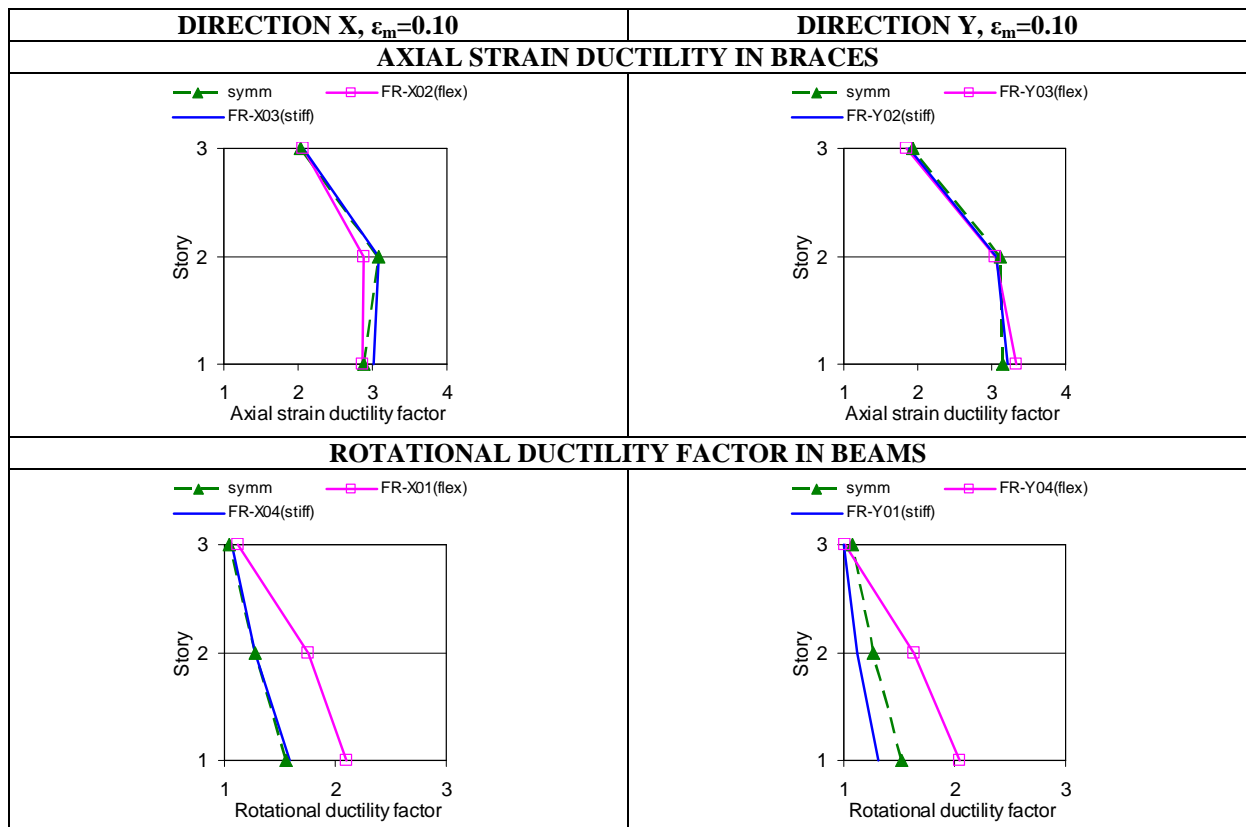 DIRECTION X, εm=0.10 DIRECTION Y, εm=0.10
AXIAL STRAIN DUCTILITY IN BRACES
symm FR-X02(flex)
FR-X03(stiff)
3
2
1
Story
1 2 3 4
Axial strain ductility factor
symm FR-Y03(flex)
FR-Y02(stiff)
3
2
1
Story
1 2 3 4
Axial strain ductility factor
ROTATIONAL DUCTILITY FACTOR IN BEAMS
symm FR-X01(flex)
FR-X04(stiff)
3
2
1
Story
1 2 3
Rotational ductility factor
symm FR-Y04(flex)
FR-Y01(stiff)
3
2
1
Story
1 2 3
Rotational ductility factor